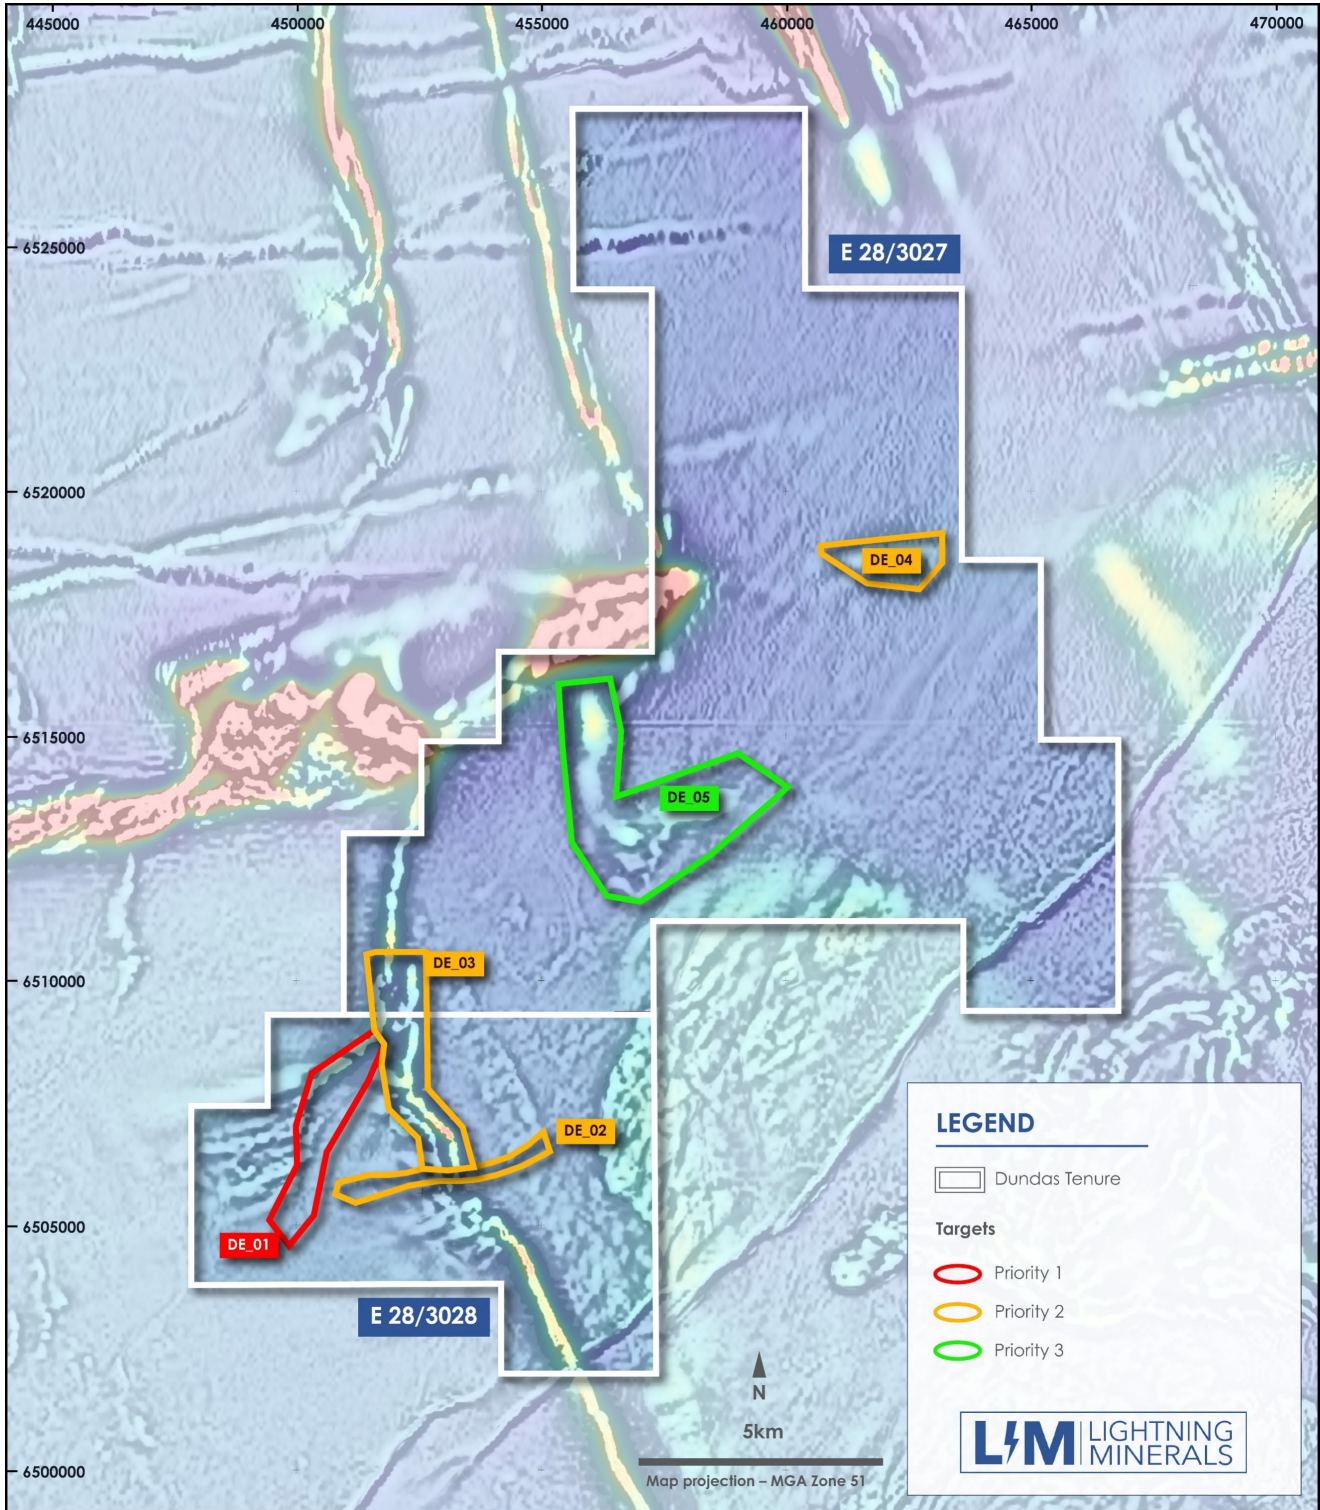 445000
450000
455000
460000
465000
470000
6525000
E 28/3027
6520000
DE_04
6515000
DE_05
6510000
DE_03
DE_02
6505000
DE_01
E 28/3028
6500000
LEGEND
Dundas Tenure
Targets
Priority 1
Priority 2
Priority 3
N
5km
Map projection – MGA Zone 51
LM LIGHTNING
MINERALS